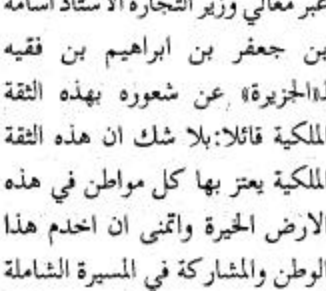 عبر معالي وزير التجارة الاستاذ اسامة
بن جعفر بن ابراهيم بن فقيه
لـ«الجزيرة» عن شعوره بهذه الثقة
الملكية قائلا: بلا شك ان هذه الثقة
الملكية يعتز بها كل مواطن في هذه
الارض الخيرة واتمنى ان اخدم هذا
الوطن والمشاركة في المسيرة الشاملة